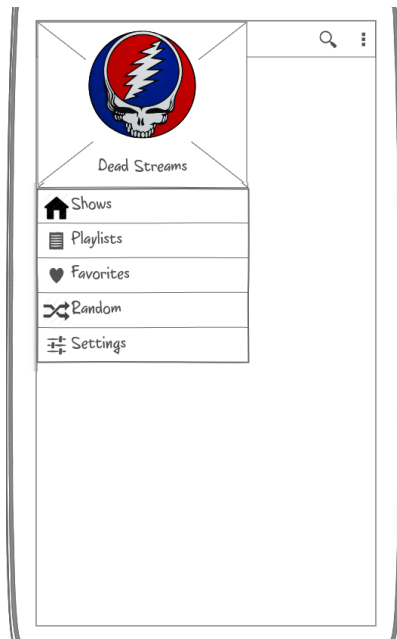 Dead Streams
Shows
Playlists
Favorites
Random
Settings